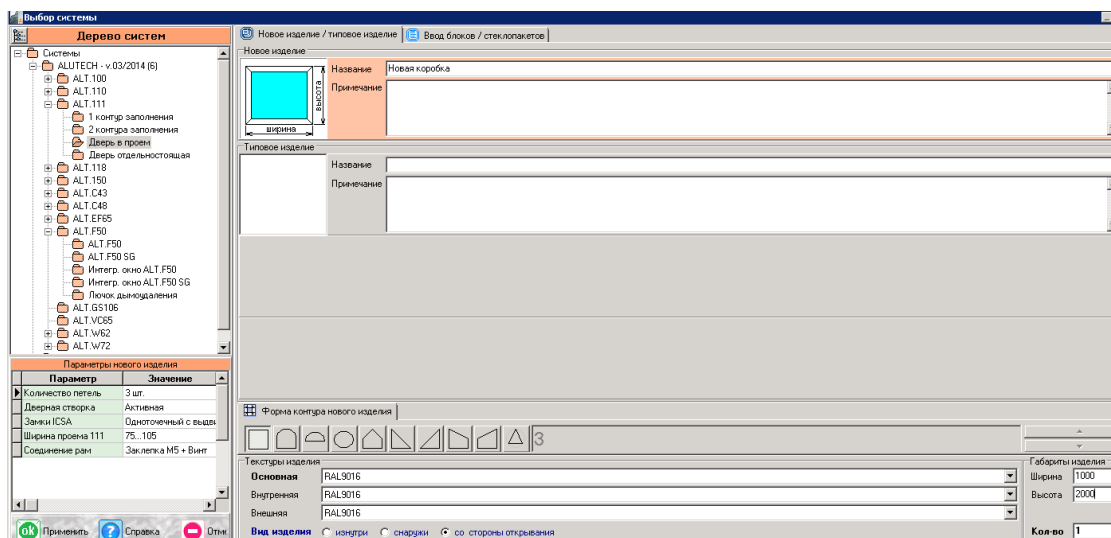 Выбор системы
Дерево систем
Системы
ALUTECH - v.03/2014 (6)
ALT.100
ALT.110
ALT.111
1 контур заполнения
2 контура заполнения
Дверь в проем
Дверь отдельностоящая
ALT.118
ALT.150
ALT.C43
ALT.C48
ALT.EF65
ALT.F50
ALT.F50
ALT.F50 SG
Интегр. окно ALT.F50
Интегр. окно ALT.F50 SG
Лючок дымоудаления
ALT.GS106
ALT.VC65
ALT.W62
ALT.W72
Параметры нового изделия
Параметр Значение
Количество петель 3 шт.
Дверная створка Активная
Замки ICSA Одноточечный с выдви
Ширина проема 111 75...105
Соединение рам Заклепка М5 + Винт
ok Применить ? Справка Отме
Новое изделие / типовое изделие Ввод блоков / стеклопакетов
Новое изделие
высота
ширина
Название Новая коробка
Примечание
Типовое изделие
Название
Примечание
Форма контура нового изделия
3
Текстуры изделия
Основная RAL9016
Внутренняя RAL9016
Внешняя RAL9016
Вид изделия изнутри снаружи со стороны открывания
Габариты изделия
Ширина 1000
Высота 2000
Кол-во 1